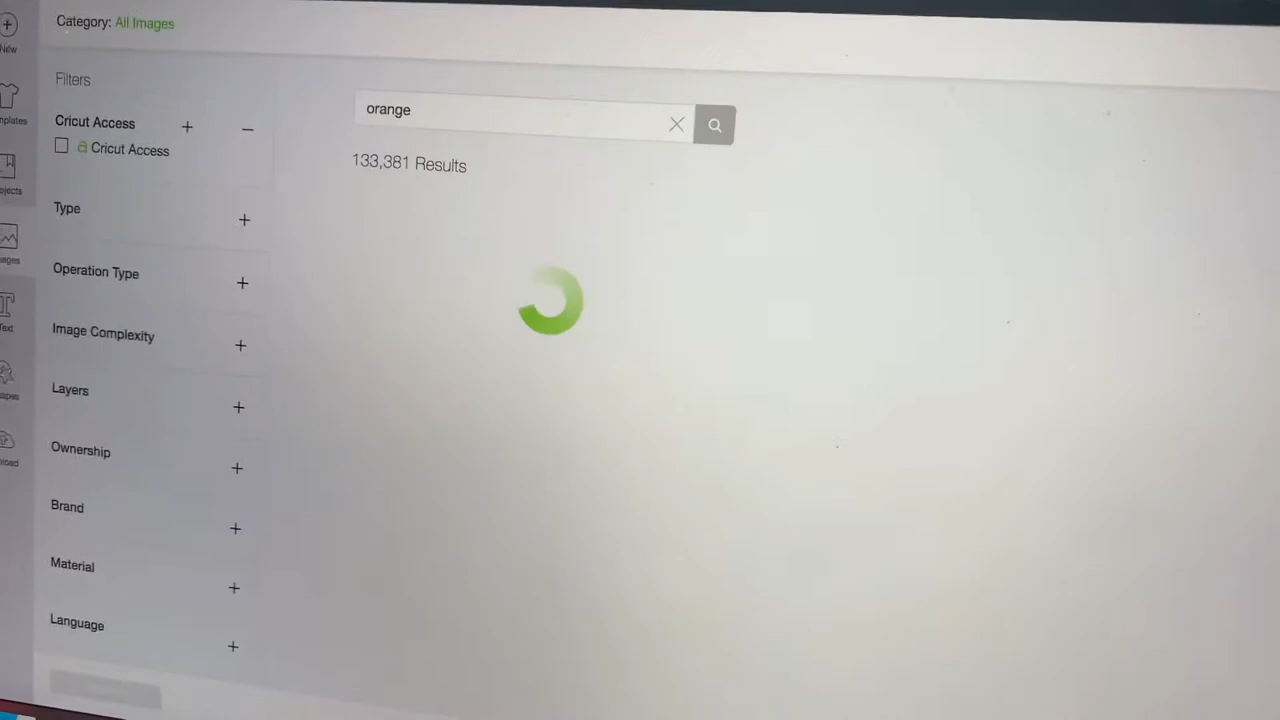 Category: All Images
Filters
Cricut Access
Cricut Access
Type
Operation Type
Image Complexity
Layers
Ownership
Brand
Material
Language
orange
133,381 Results
New
Text